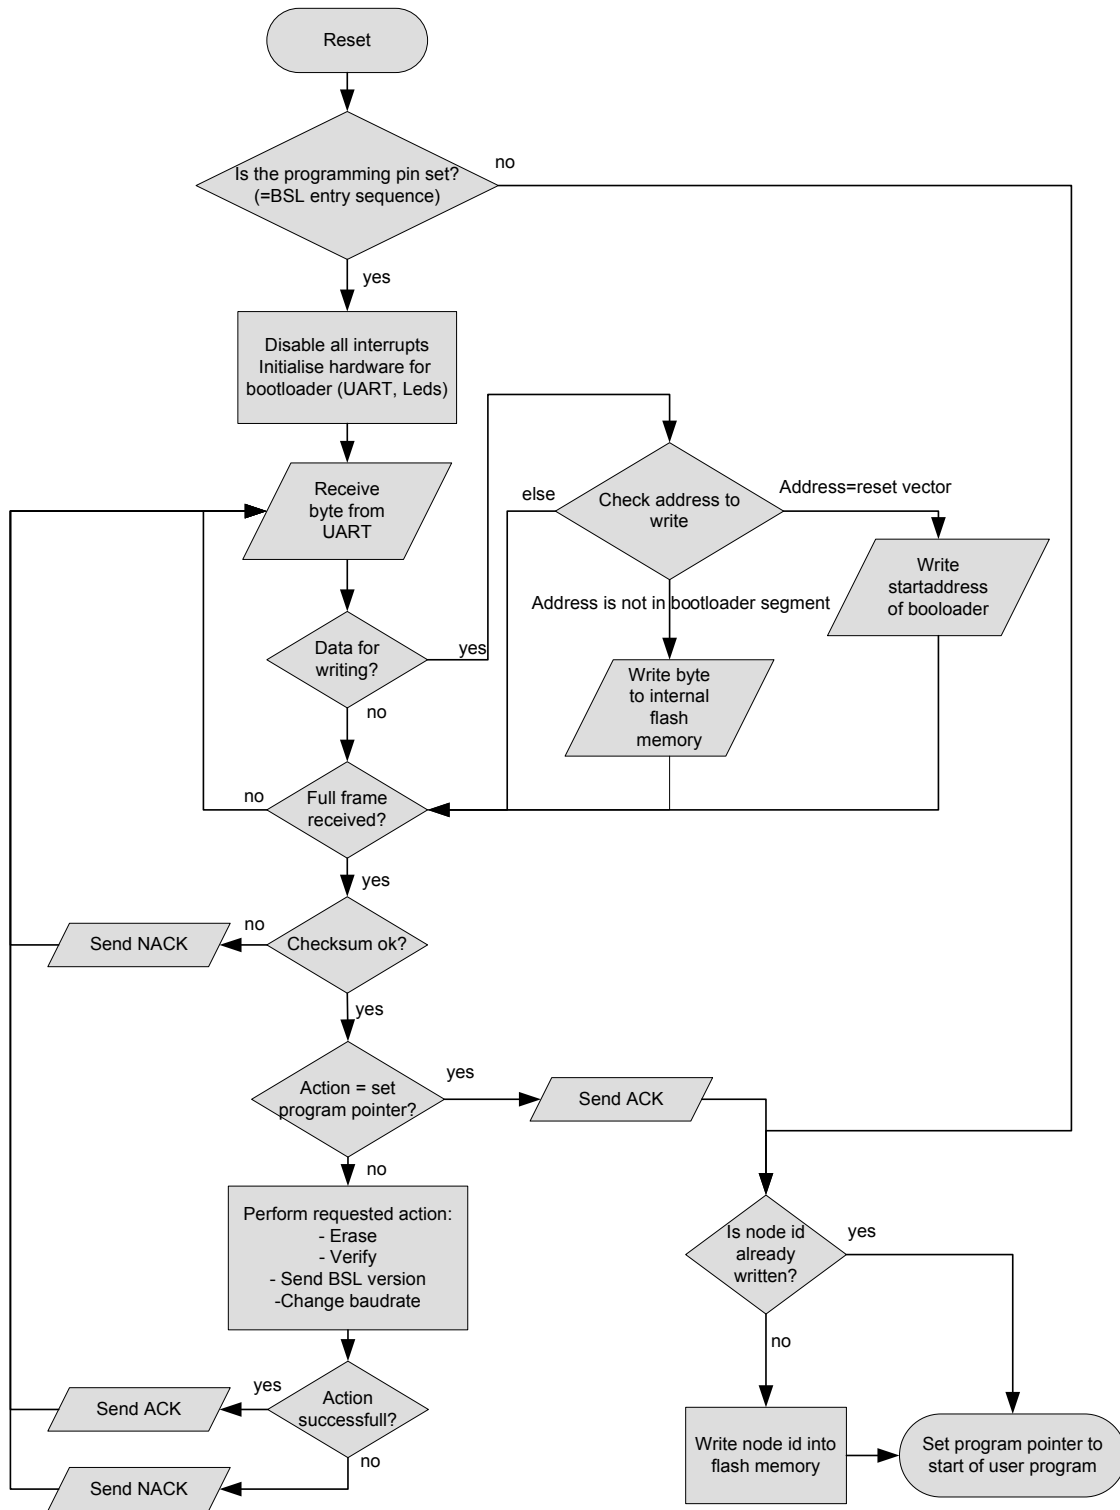 Reset
Is the programming pin set?
(=BSL entry sequence)
no
yes
Disable all interrupts
Initialise hardware for
bootloader (UART, Leds)
Receive
byte from
UART
else
Check address to
write
Address=reset vector
Write
startaddress
of booloader
Address is not in bootloader segment
Data for
writing?
yes
Write byte
to internal
flash
memory
no
no
Full frame
received?
yes
Send NACK
no
Checksum ok?
yes
Action = set
program pointer?
yes
Send ACK
no
Perform requested action:
- Erase
- Verify
- Send BSL version
-Change baudrate
Is node id
already
written?
yes
no
Send ACK
yes
Action
successfull?
no
Send NACK
Write node id into
flash memory
Set program pointer to
start of user program